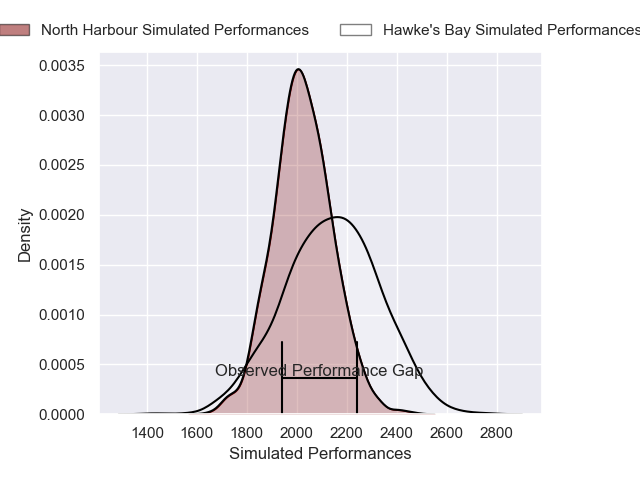 North Harbour Simulated Performances
Hawke's Bay Simulated Performances
0.0035
0.0030
0.0025
0.0020
0.0015
0.0010
0.0005
0.0000
Density
Observed Performance Gap
1400 1600 1800 2000 2200 2400 2600 2800
Simulated Performances